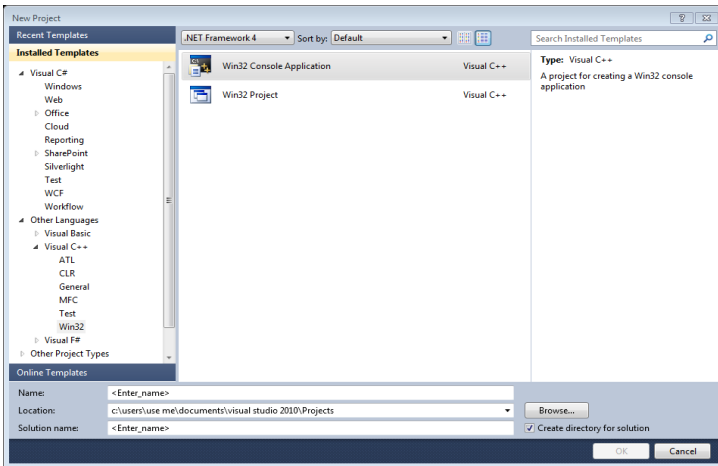 New Project
Recent Templates
Installed Templates
Visual C#
Windows
Web
Office
Cloud
Reporting
SharePoint
Silverlight
Test
WCF
Workflow
Other Languages
Visual Basic
Visual C++
ATL
CLR
General
MFC
Test
Win32
Visual F#
Other Project Types
Online Templates
.NET Framework 4 Sort by: Default
Win32 Console Application Visual C++
Win32 Project Visual C++
Search Installed Templates
Type: Visual C++
A project for creating a Win32 console
application
Name: <Enter_name>
Location: c:\users\use me\documents\visual studio 2010\Projects Browse...
Solution name: <Enter_name> Create directory for solution
OK Cancel